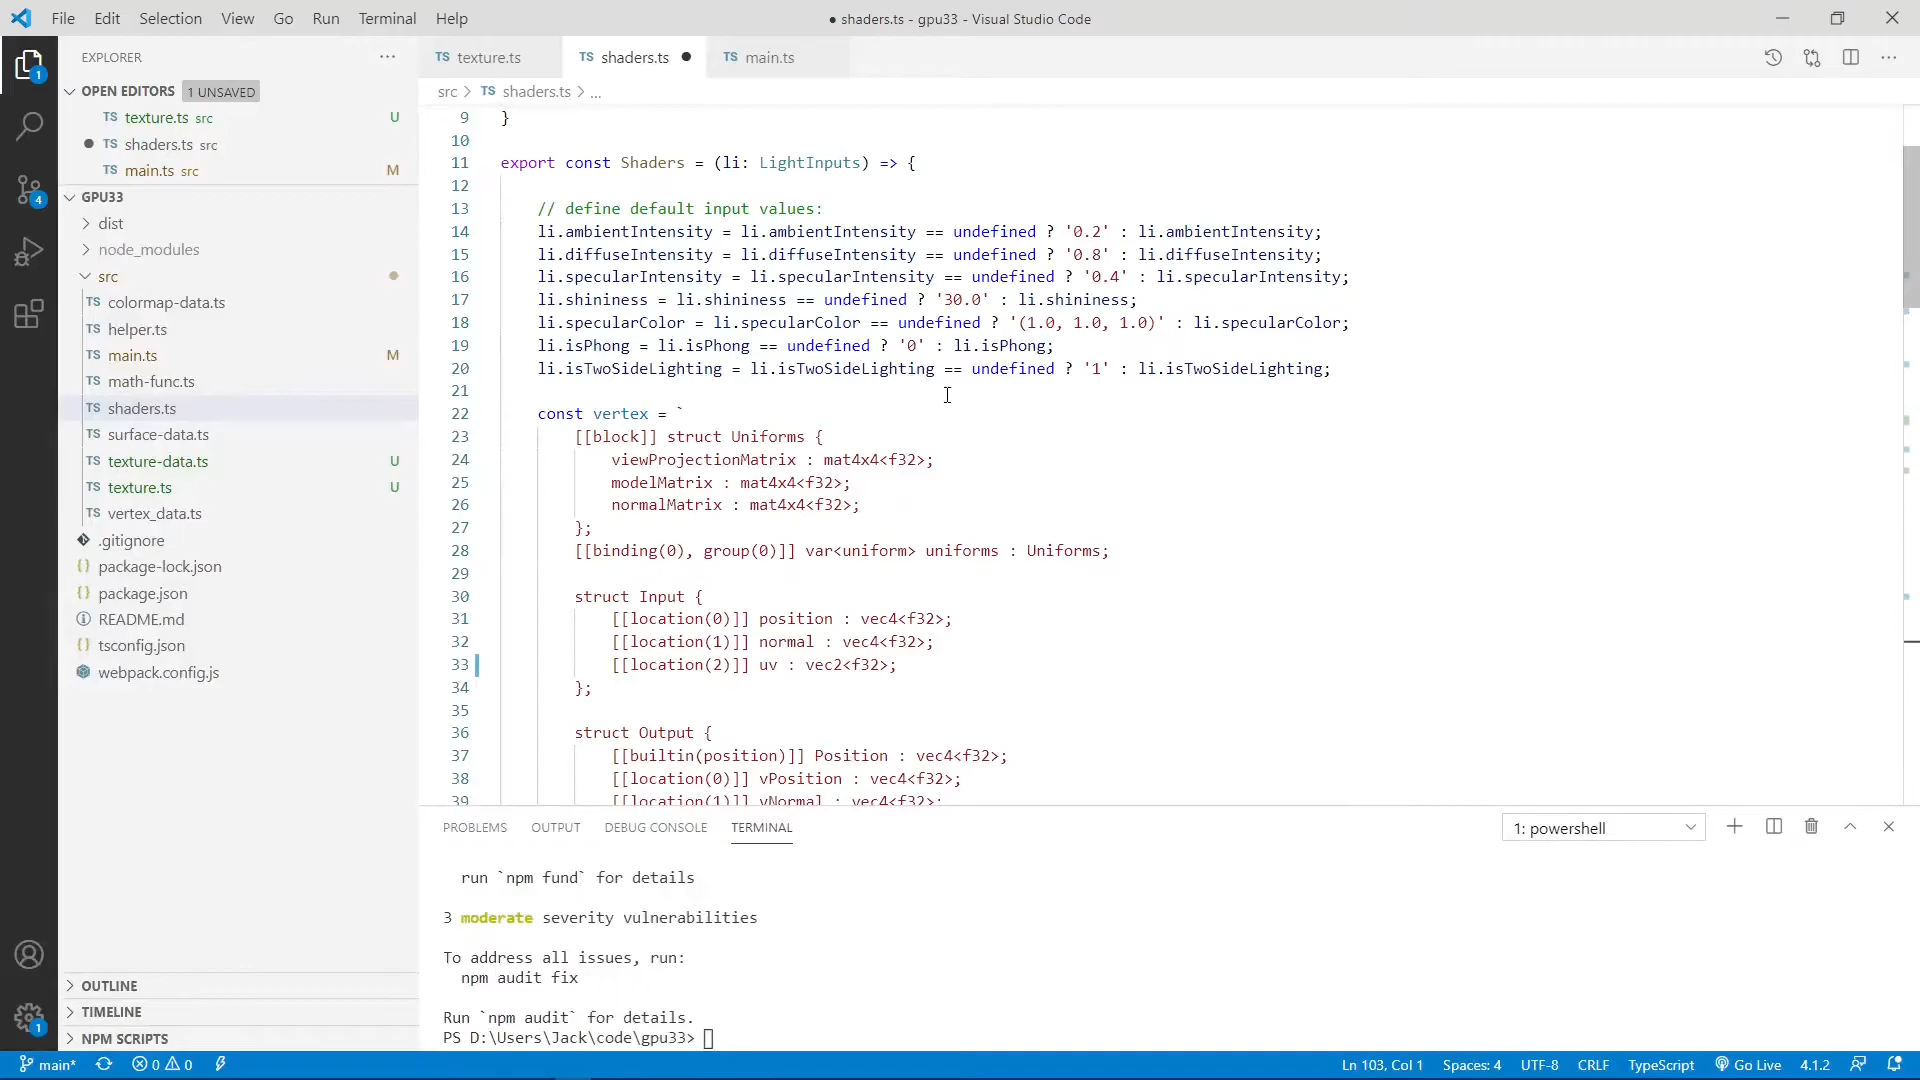 File Edit Selection View Go Run Terminal Help
● shaders.ts - gpu33 - Visual Studio Code
EXPLORER
TS texture.ts
TS shaders.ts
TS main.ts
OPEN EDITORS 1 UNSAVED
TS texture.ts src U
TS shaders.ts src
TS main.ts src M
GPU33
dist
node_modules
src
TS colormap-data.ts
TS helper.ts
TS main.ts M
TS math-func.ts
TS shaders.ts
TS surface-data.ts
TS texture-data.ts U
TS texture.ts U
TS vertex_data.ts
.gitignore
{} package-lock.json
{} package.json
README.md
{} tsconfig.json
webpack.config.js
OUTLINE
TIMELINE
NPM SCRIPTS
1
4
1
src > TS shaders.ts > ...
9 }
10
11 export const Shaders = (li: LightInputs) => {
12
13 // define default input values:
14 li.ambientIntensity = li.ambientIntensity == undefined ? '0.2' : li.ambientIntensity;
15 li.diffuseIntensity = li.diffuseIntensity == undefined ? '0.8' : li.diffuseIntensity;
16 li.specularIntensity = li.specularIntensity == undefined ? '0.4' : li.specularIntensity;
17 li.shininess = li.shininess == undefined ? '30.0' : li.shininess;
18 li.specularColor = li.specularColor == undefined ? '(1.0, 1.0, 1.0)' : li.specularColor;
19 li.isPhong = li.isPhong == undefined ? '0' : li.isPhong;
20 li.isTwoSideLighting = li.isTwoSideLighting == undefined ? '1' : li.isTwoSideLighting;
21
22 const vertex = `
23 [[block]] struct Uniforms {
24 viewProjectionMatrix : mat4x4<f32>;
25 modelMatrix : mat4x4<f32>;
26 normalMatrix : mat4x4<f32>;
27 };
28 [[binding(0), group(0)]] var<uniform> uniforms : Uniforms;
29
30 struct Input {
31 [[location(0)]] position : vec4<f32>;
32 [[location(1)]] normal : vec4<f32>;
33 [[location(2)]] uv : vec2<f32>;
34 };
35
36 struct Output {
37 [[builtin(position)]] Position : vec4<f32>;
38 [[location(0)]] vPosition : vec4<f32>;
39 [[location(1)]] vNormal : vec4<f32>;
PROBLEMS OUTPUT DEBUG CONSOLE TERMINAL
1: powershell
run `npm fund` for details
3 moderate severity vulnerabilities
To address all issues, run:
npm audit fix
Run `npm audit` for details.
PS D:\Users\Jack\code\gpu33>
main* 0 0 Ln 103, Col 1 Spaces: 4 UTF-8 CRLF TypeScript Go Live 4.1.2